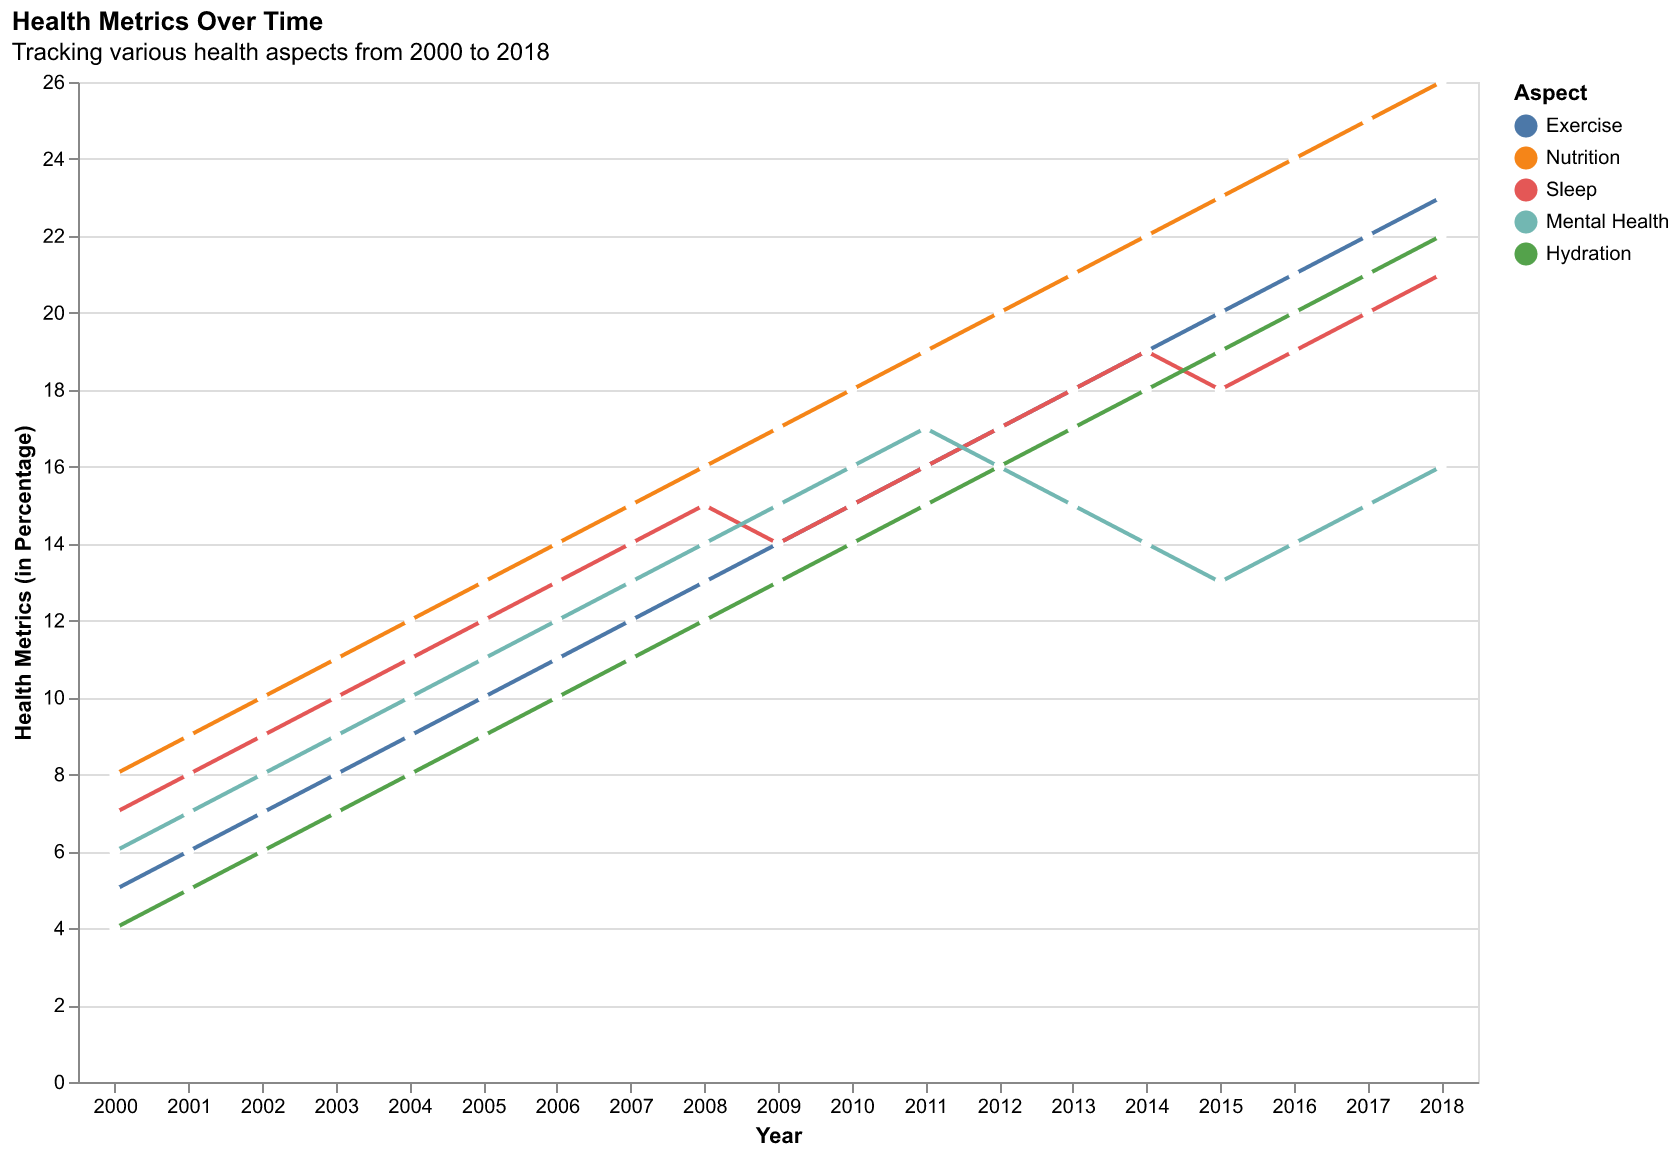 Health Metrics Over Time
Tracking various health aspects from 2000 to 2018
Health Metrics (in Percentage)
26
24
22
20
18
16
14
12
10
8
6
4
2
0
2000 2001 2002 2003 2004 2005 2006 2007 2008 2009 2010 2011 2012 2013 2014 2015 2016 2017 2018
Year
Aspect
Exercise
Nutrition
Sleep
Mental Health
Hydration